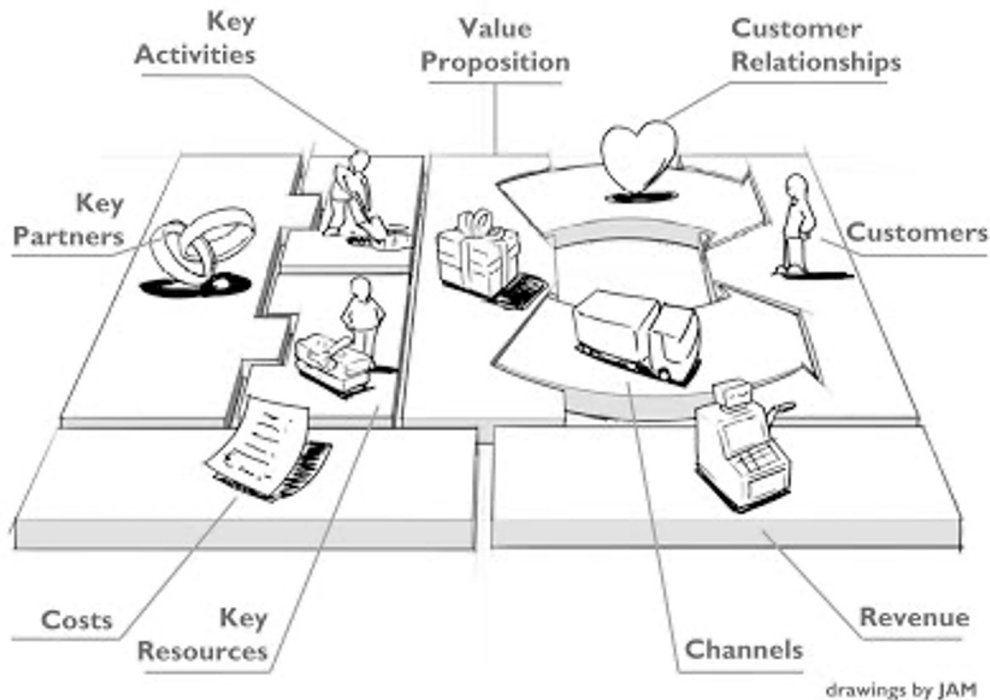 Key
Activities
Value
Proposition
Customer
Relationships
Key
Partners
Customers
Costs
Key
Resources
Channels
Revenue
drawings by JAM